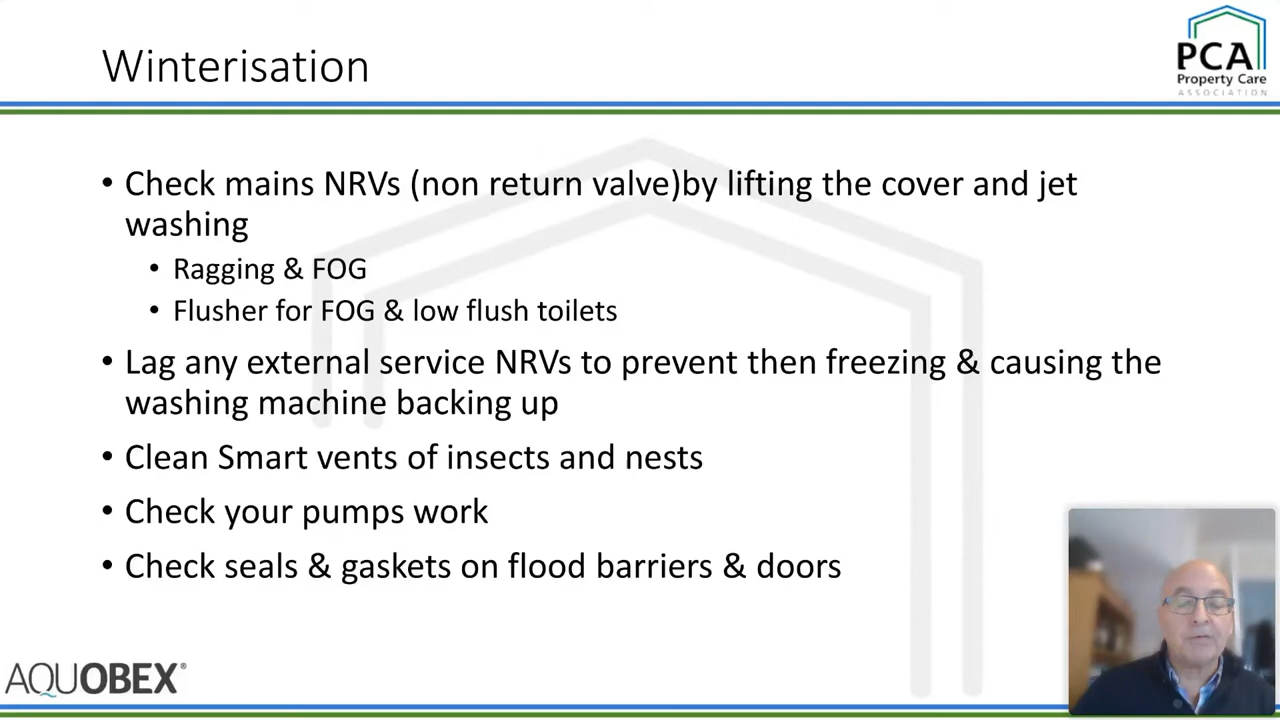 Winterisation
PCA
Property Care
ASSOCIATION
• Check mains NRVs (non return valve)by lifting the cover and jet
washing
• Ragging & FOG
• Flusher for FOG & low flush toilets
• Lag any external service NRVs to prevent then freezing & causing the
washing machine backing up
• Clean Smart vents of insects and nests
• Check your pumps work
• Check seals & gaskets on flood barriers & doors
AQUOBEX®